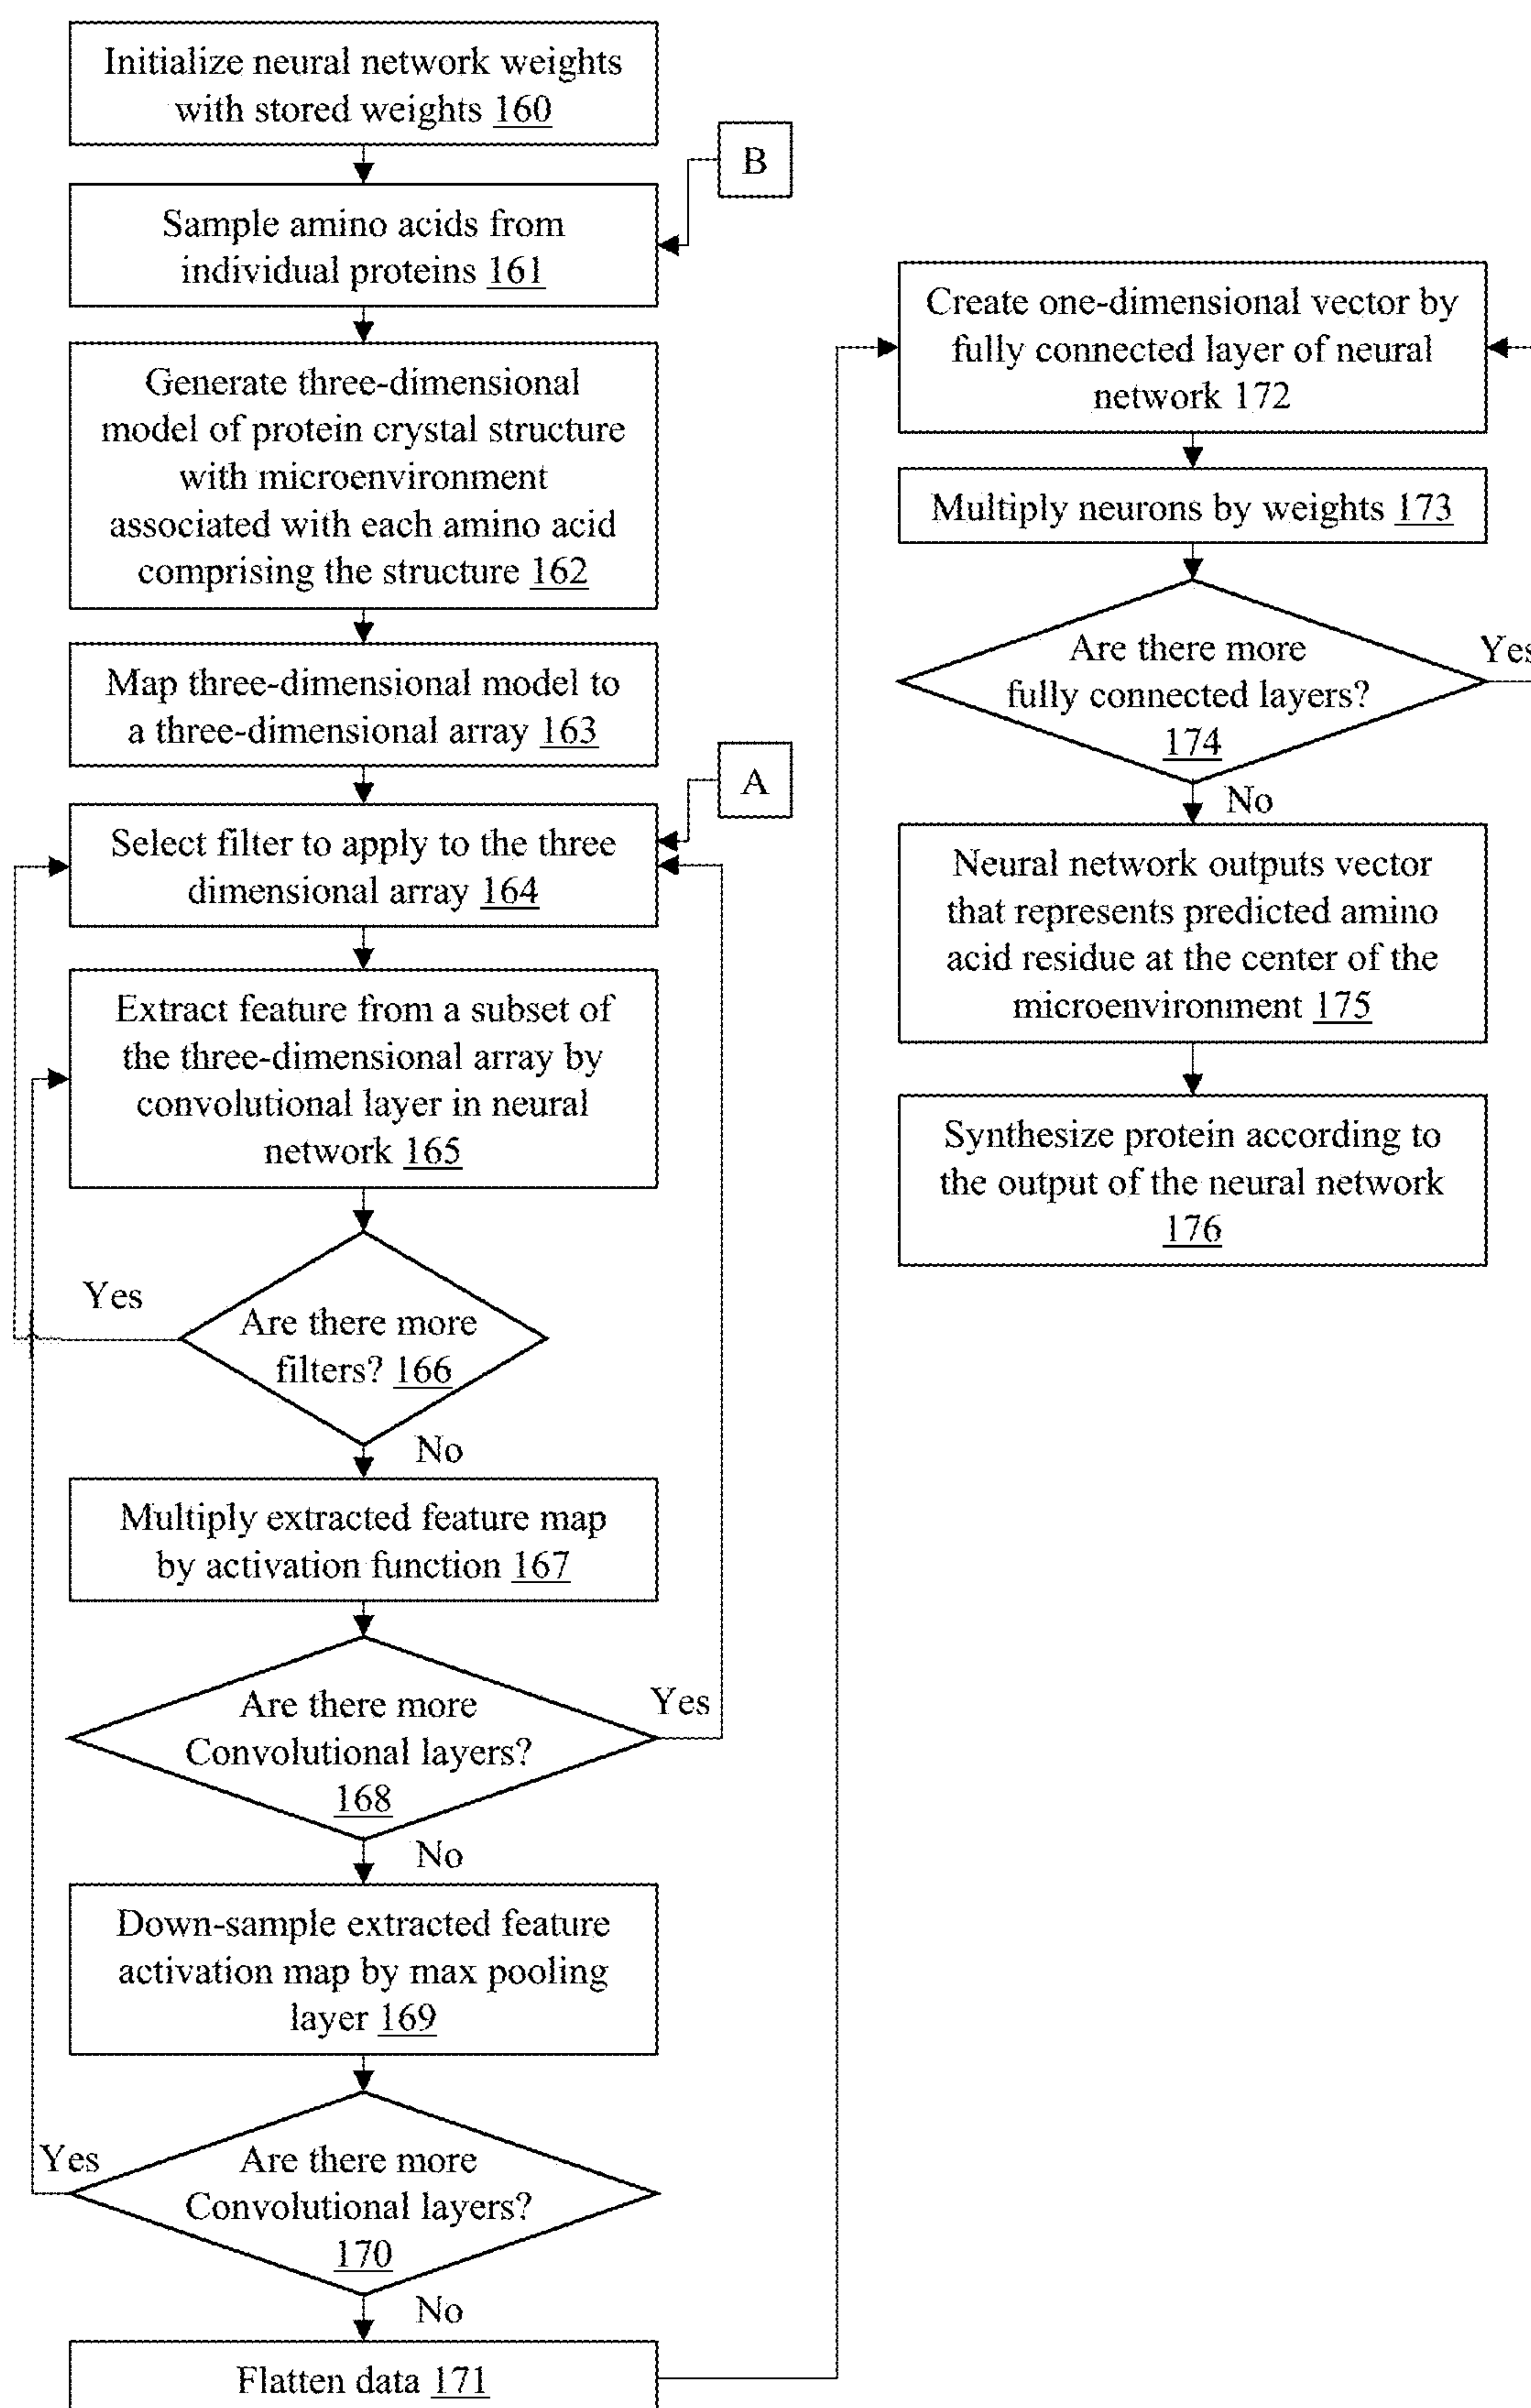 Initialize neural network weights
with stored weights 160
B
Sample amino acids from
individual proteins 161
Generate three-dimensional
model of protein crystal structure
with microenvironment
associated with each amino acid
comprising the structure 162
Map three-dimensional model to
a three-dimensional array 163
A
Select filter to apply to the three
dimensional array 164
Extract feature from a subset of
the three-dimensional array by
convolutional layer in neural
network 165
Yes
Are there more
filters? 166
No
Multiply extracted feature map
by activation function 167
Are there more
Convolutional layers?
168
Yes
No
Down-sample extracted feature
activation map by max pooling
layer 169
Yes
Are there more
Convolutional layers?
170
No
Flatten data 171
Create one-dimensional vector by
fully connected layer of neural
network 172
Multiply neurons by weights 173
Are there more
fully connected layers?
174
Yes
No
Neural network outputs vector
that represents predicted amino
acid residue at the center of the
microenvironment 175
Synthesize protein according to
the output of the neural network
176